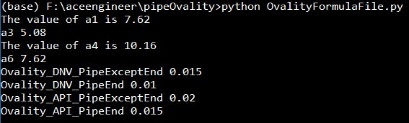 (base) F:\aceengineer\pipeOvality>python OvalityFormulaFile.py
The value of a1 is 7.62
a3 5.08
The value of a4 is 10.16
a6 7.62
Ovality_DNV_PipeExceptEnd 0.015
Ovality_DNV_PipeEnd 0.01
Ovality_API_PipeExceptEnd 0.02
Ovality_API_PipeEnd 0.015